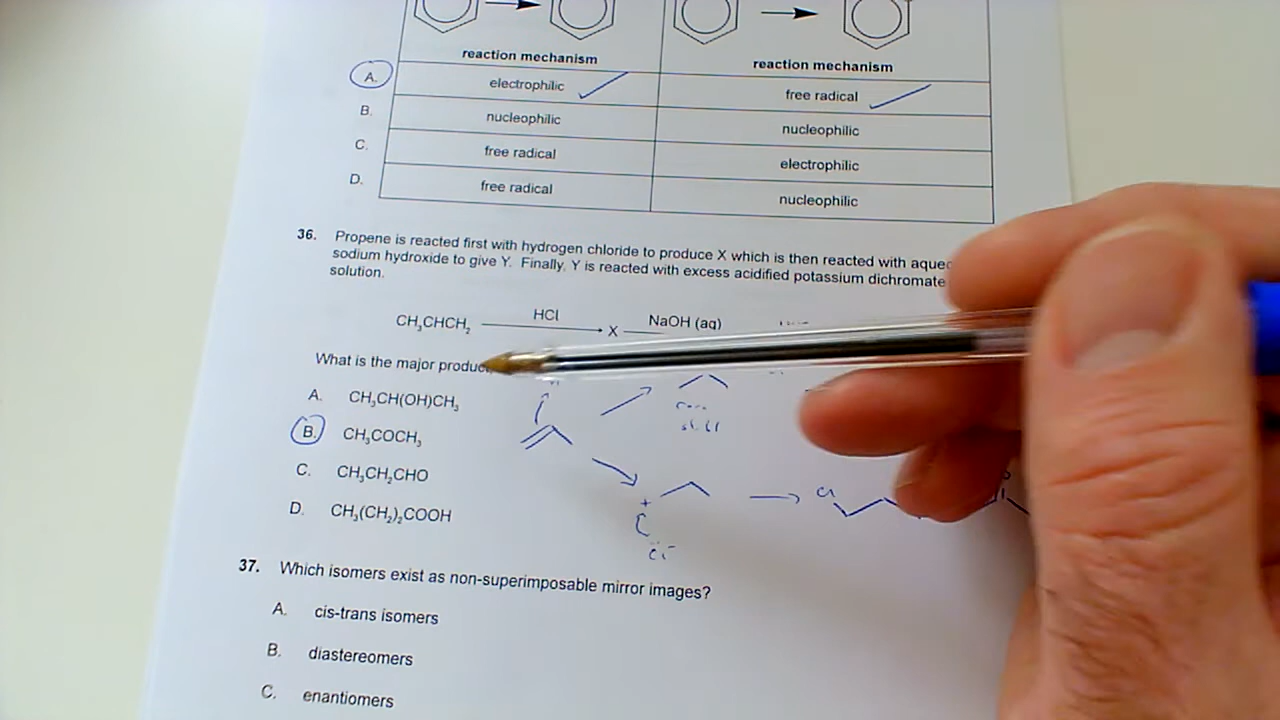 reaction mechanism reaction mechanism
A. electrophilic free radical
B. nucleophilic nucleophilic
C. free radical electrophilic
D. free radical nucleophilic
36. Propene is reacted first with hydrogen chloride to produce X which is then reacted with
sodium hydroxide to give Y. Finally, Y is reacted with excess acidified potassium dichromate
solution.
HCl
NaOH (aq)
CH₃CHCH₂ X
What is the major
A. CH₃CH(OH)CH₃
B. CH₃COCH₃
C. CH₃CH₂CHO
D. CH₃(CH₂)₂COOH
+
Cl
37. Which isomers exist as non-superimposable mirror images?
A. cis-trans isomers
B. diastereomers
C. enantiomers